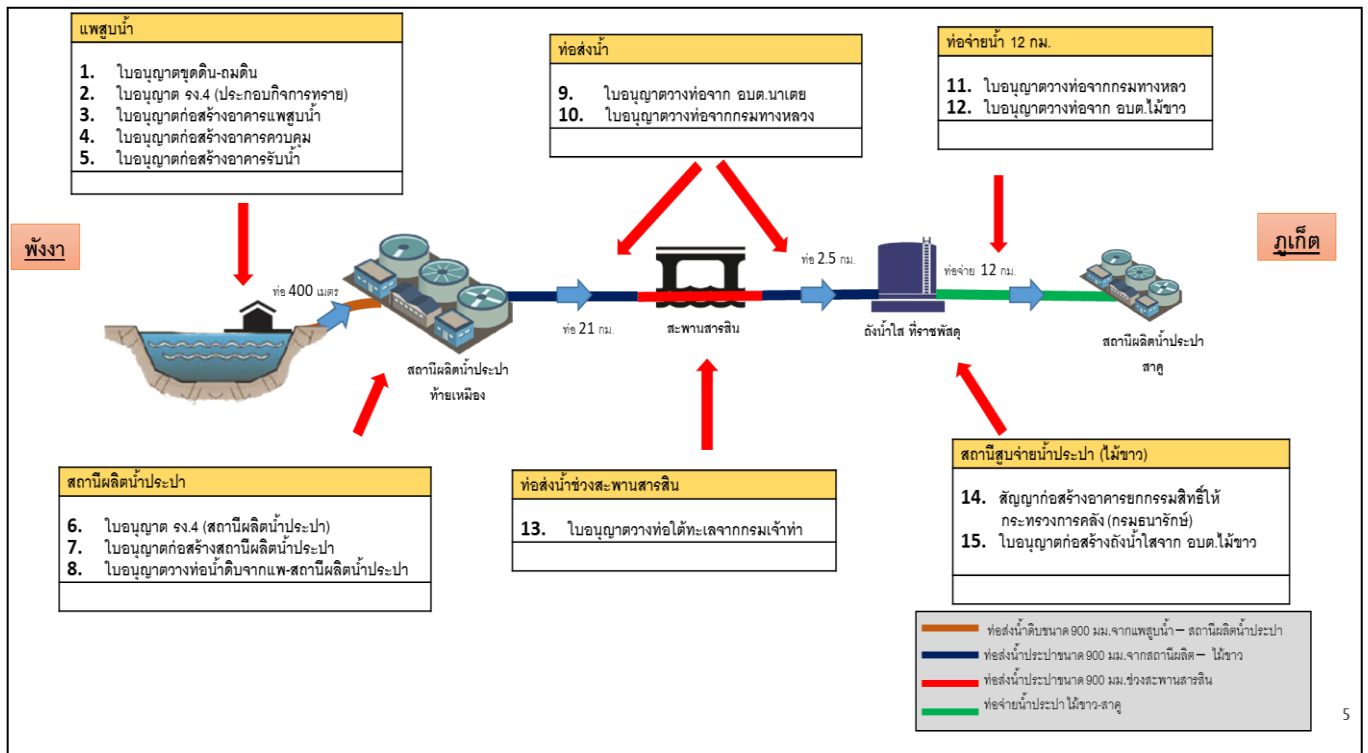 แพสูบน้ำ
1. ใบอนุญาตขุดดิน-ถมดิน
2. ใบอนุญาต รง.4 (ประกอบกิจการทราย)
3. ใบอนุญาตก่อสร้างอาคารแพสูบน้ำ
4. ใบอนุญาตก่อสร้างอาคารควบคุม
5. ใบอนุญาตก่อสร้างอาคารรับน้ำ
ท่อส่งน้ำ
9. ใบอนุญาตวางท่อจาก อบต.นาเตย
10. ใบอนุญาตวางท่อจากกรมทางหลวง
ท่อจ่ายน้ำ 12 กม.
11. ใบอนุญาตวางท่อจากกรมทางหลว
12. ใบอนุญาตวางท่อจาก อบต.ไม้ขาว
พังงา
ภูเก็ต
ท่อ 400 เมตร
ท่อ 21 กม.
ท่อ 2.5 กม.
ท่อจ่าย 12 กม.
สถานีผลิตน้ำประปา
ท้ายเหมือง
สะพานสารสิน
ถังน้ำใส ที่ราชพัสดุ
สถานีผลิตน้ำประปา
สาคู
สถานีผลิตน้ำประปา
6. ใบอนุญาต รง.4 (สถานีผลิตน้ำประปา)
7. ใบอนุญาตก่อสร้างสถานีผลิตน้ำประปา
8. ใบอนุญาตวางท่อน้ำดิบจากแพ-สถานีผลิตน้ำประปา
ท่อส่งน้ำช่วงสะพานสารสิน
13. ใบอนุญาตวางท่อใต้ทะเลจากกรมเจ้าท่า
สถานีสูบจ่ายน้ำประปา (ไม้ขาว)
14. สัญญาก่อสร้างอาคารยกกรรมสิทธิ์ให้
กระทรวงการคลัง (กรมธนารักษ์)
15. ใบอนุญาตก่อสร้างถังน้ำใสจาก อบต.ไม้ขาว
ท่อส่งน้ำดิบขนาด 900 มม.จากแพสูบน้ำ – สถานีผลิตน้ำประปา
ท่อส่งน้ำประปาขนาด 900 มม.จากสถานีผลิต – ไม้ขาว
ท่อส่งน้ำประปาขนาด 900 มม.ช่วงสะพานสารสิน
ท่อจ่ายน้ำประปา ไม้ขาว-สาคู
5